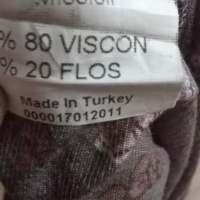 % 80 VISCON
% 20 FLOS
Made In Turkey
000017012011